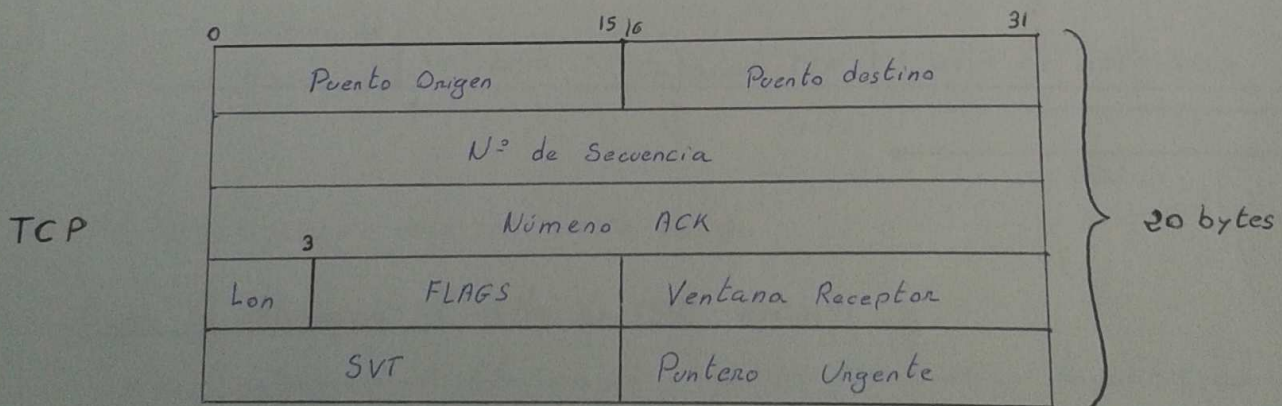 0 15 16 31
Puerto Origen Puerto destino
Nº de Secuencia
TCP Número ACK 20 bytes
3
Lon FLAGS Ventana Receptor
SVT Puntero Urgente